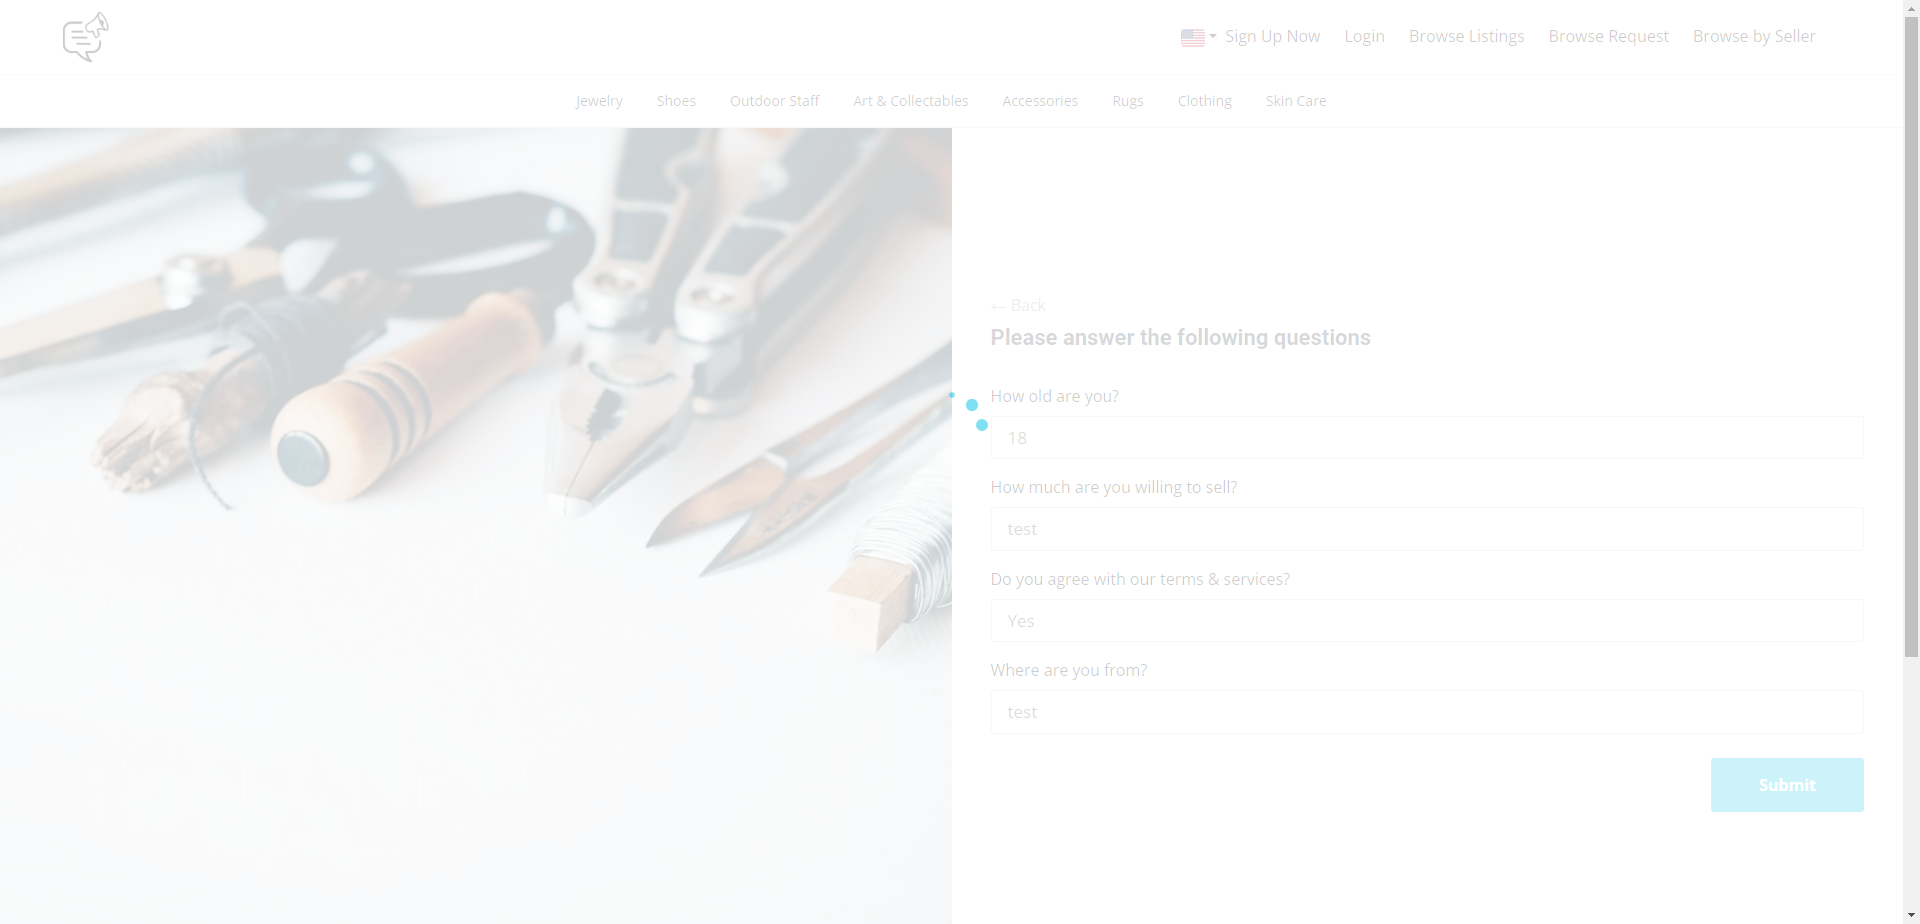 Sign Up Now
Login
Browse Listings
Browse Request
Browse by Seller
Jewelry
Shoes
Outdoor Staff
Art & Collectables
Accessories
Rugs
Clothing
Skin Care
← Back
Please answer the following questions
How old are you?
18
How much are you willing to sell?
test
Do you agree with our terms & services?
Yes
Where are you from?
test
Submit